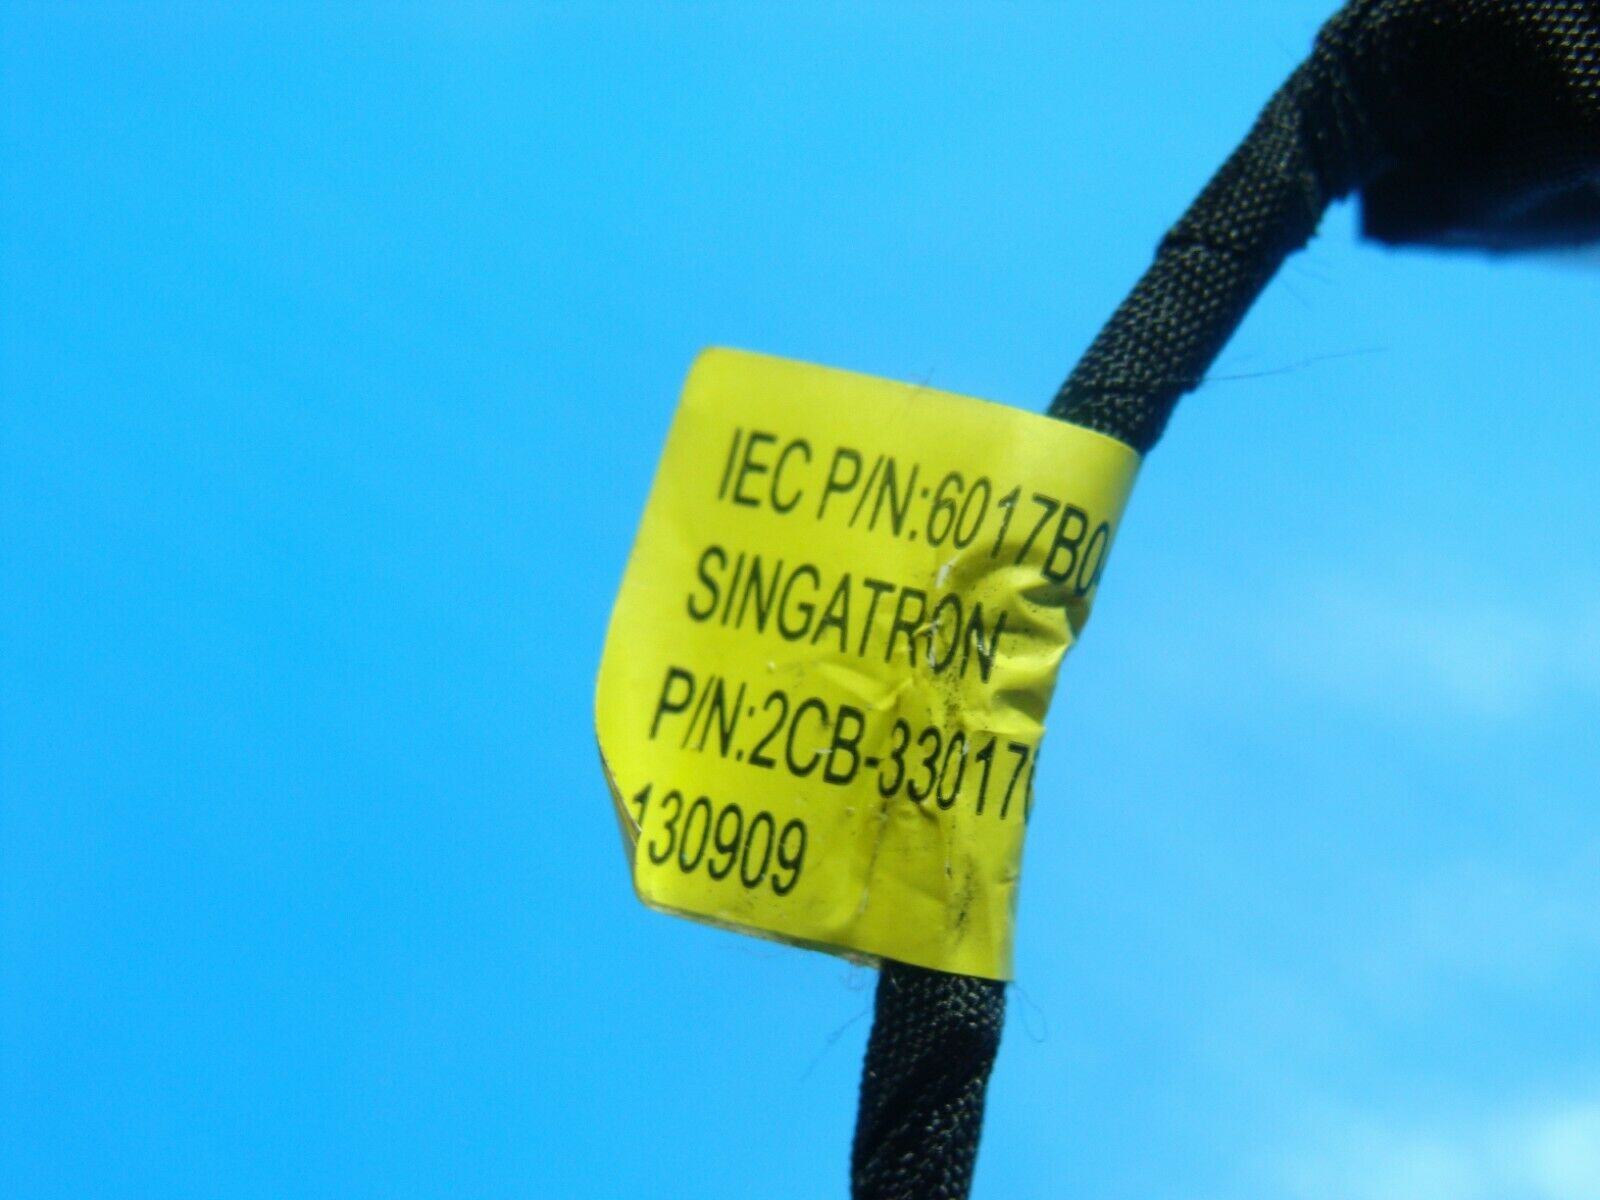 IEC P/N:6017B0
SINGATRON
P/N:2CB-33017
130909